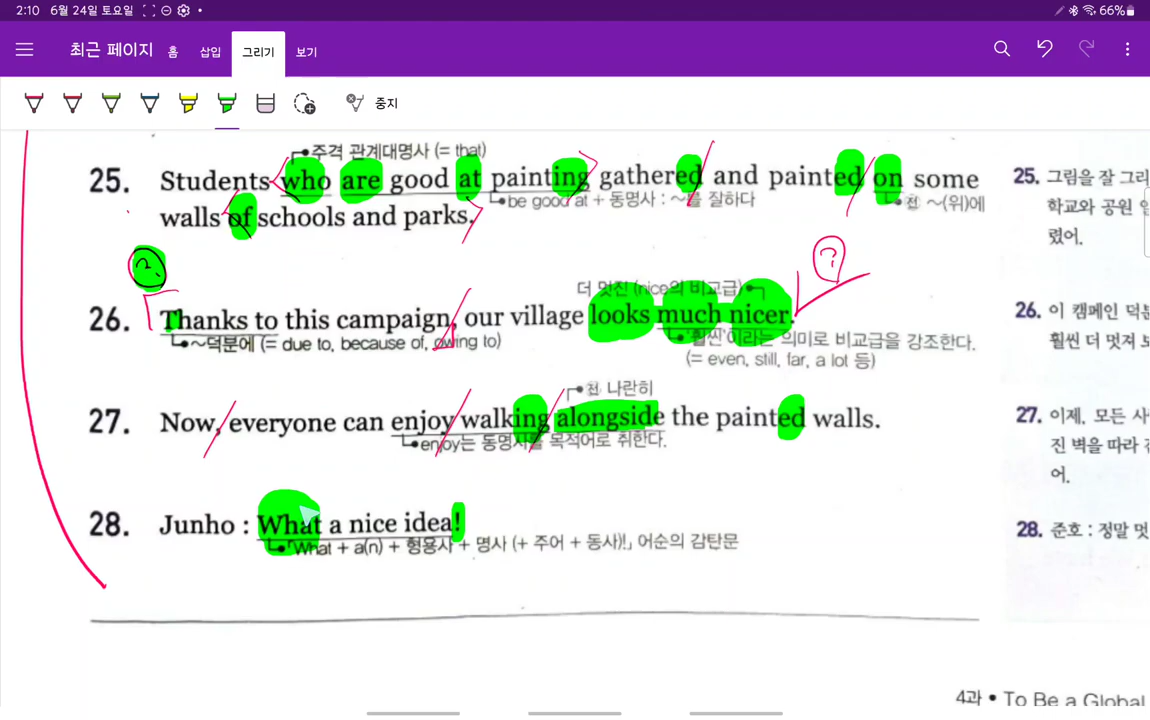 2:10 6월 24일 토요일 66%
최근 페이지 홈 삽입 그리기 보기
중지
주격 관계대명사 (= that)
25. Students who are good at painting gathered and painted on some
be good at + 동명사 : ~를 잘하다
전 ~(위)에
walls of schools and parks.
25. 그림을 잘 그리
학교와 공원
렸어.
?
더 멋진 (nice의 비교급)
26. Thanks to this campaign, our village looks much nicer.
~덕분에 (= due to, because of, owing to)
'훨씬'이라는 의미로 비교급을 강조한다.
(= even, still, far, a lot 등)
26. 이 캠페인 덕분
훨씬 더 멋져 보
전 나란히
27. Now, everyone can enjoy walking alongside the painted walls.
enjoy는 동명사를 목적어로 취한다.
27. 이제, 모든 사
진 벽을 따라
어.
28. Junho : What a nice idea!
「What + a(n) + 형용사 + 명사 (+ 주어 + 동사)!」 어순의 감탄문
28. 준호 : 정말 멋
4과 • To Be a Global